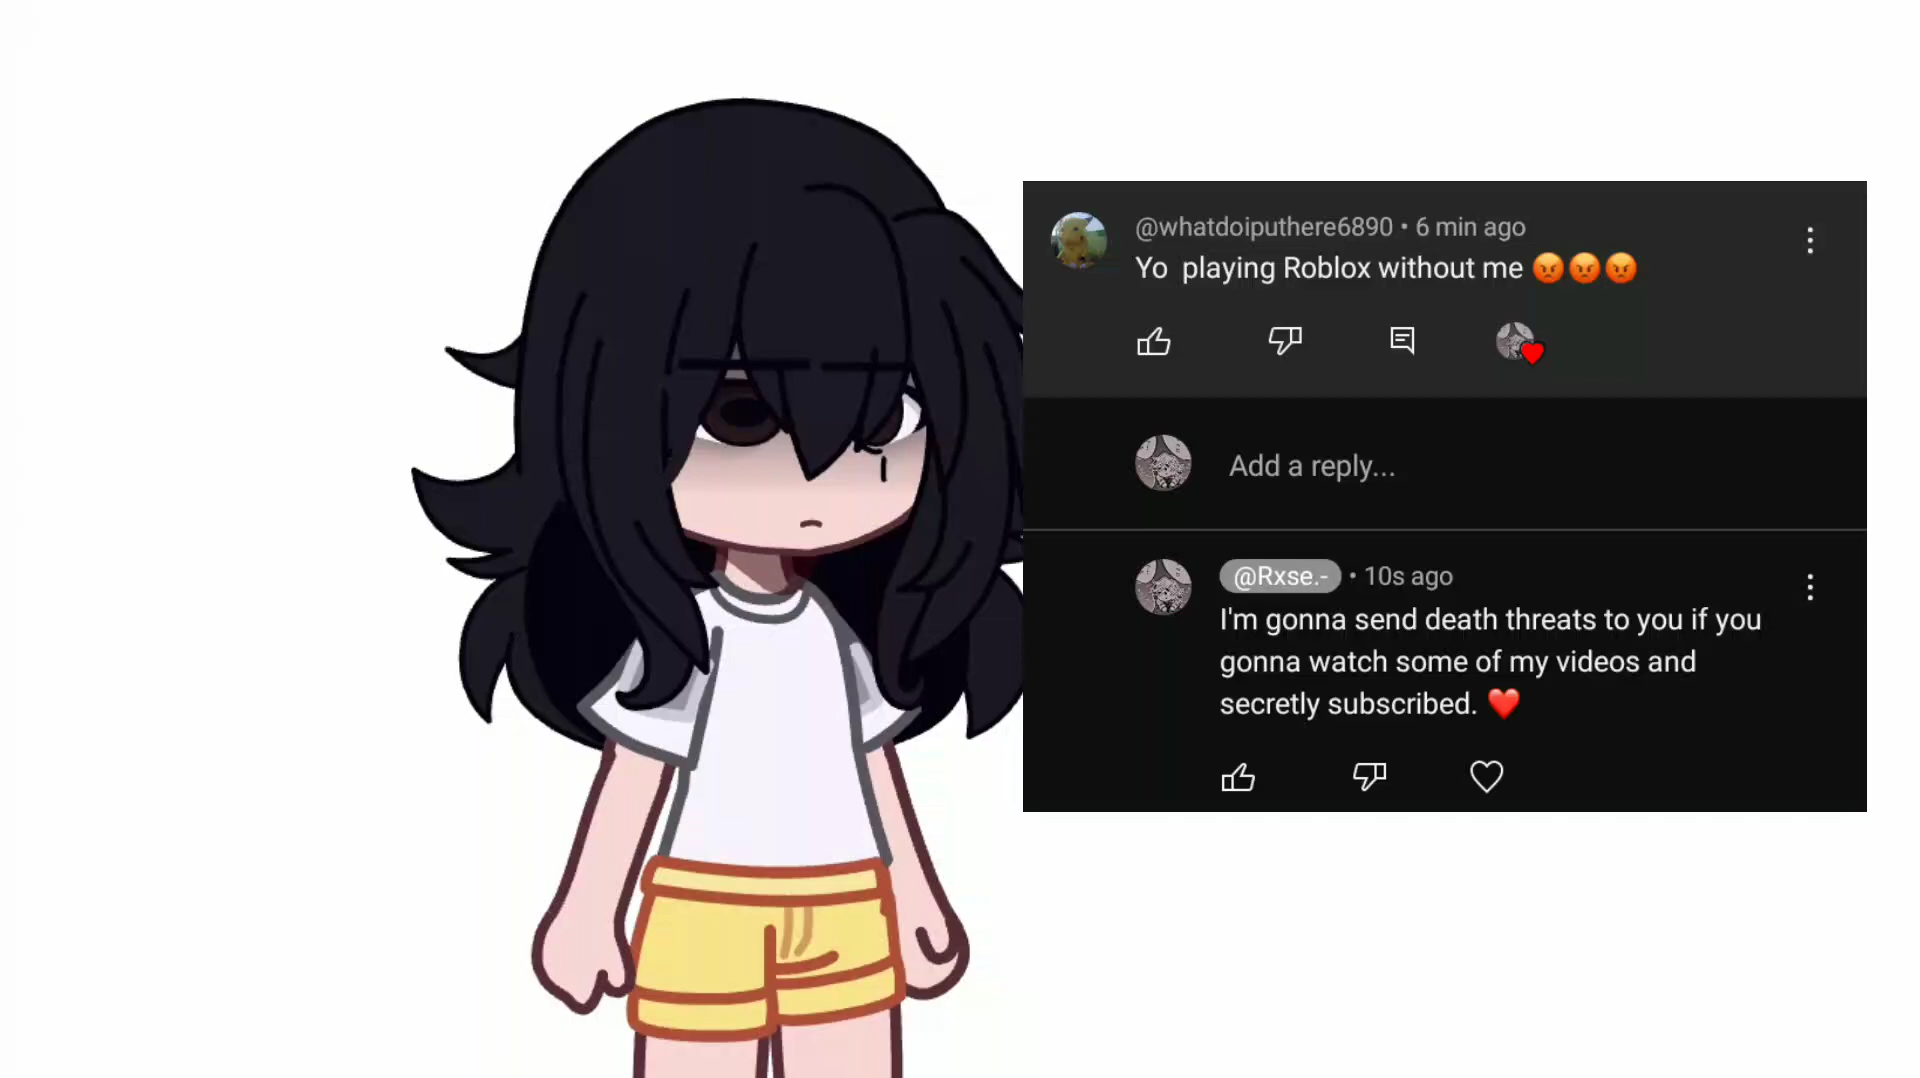 @whatdoiputhere6890 • 6 min ago
Yo  playing Roblox without me 😡😡😡
Add a reply...
@Rxse.- • 10s ago
I'm gonna send death threats to you if you
gonna watch some of my videos and
secretly subscribed. ❤️